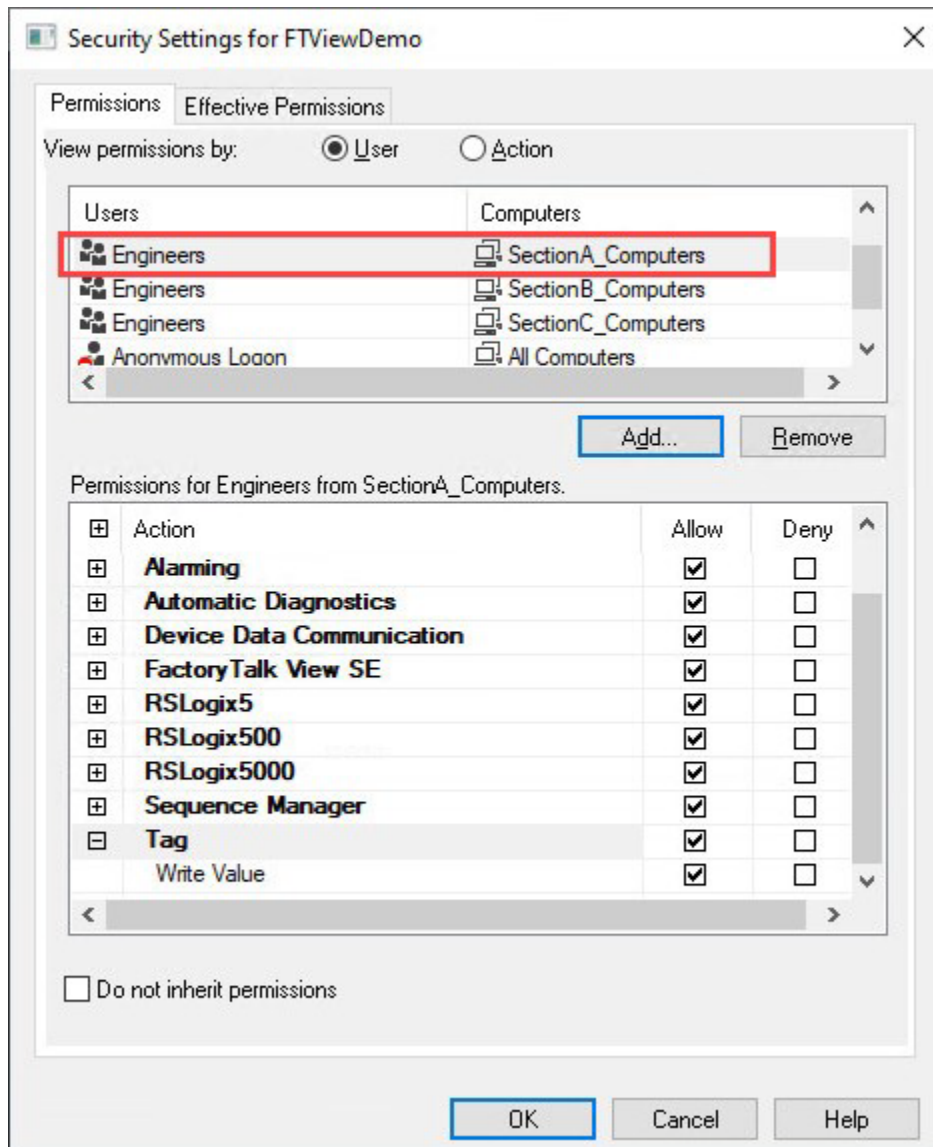 Security Settings for FTViewDemo
Permissions Effective Permissions
View permissions by: User Action
Users Computers
Engineers SectionA_Computers
Engineers SectionB_Computers
Engineers SectionC_Computers
Anonymous Logon All Computers
Add... Remove
Permissions for Engineers from SectionA_Computers.
Action Allow Deny
Alarming
Automatic Diagnostics
Device Data Communication
FactoryTalk View SE
RSLogix5
RSLogix500
RSLogix5000
Sequence Manager
Tag
Write Value
Do not inherit permissions
OK Cancel Help